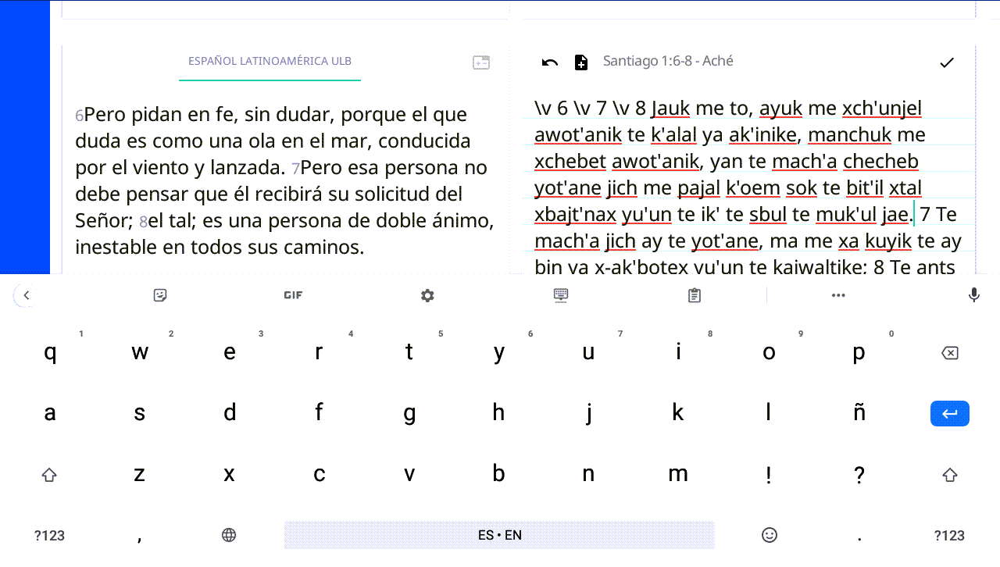 ESPAÑOL LATINOAMÉRICA ULB
6Pero pidan en fe, sin dudar, porque el que
duda es como una ola en el mar, conducida
por el viento y lanzada. 7Pero esa persona no
debe pensar que él recibirá su solicitud del
Señor; 8el tal; es una persona de doble ánimo,
inestable en todos sus caminos.
Santiago 1:6-8 - Aché
\v 6 \v 7 \v 8 Jauk me to, ayuk me xch'unjel
awot'anik te k'alal ya ak'inike, manchuk me
xchebet awot'anik, yan te mach'a checheb
yot'ane jich me pajal k'oem sok te bit'il xtal
xbajt'nax yu'un te ik' te sbul te muk'ul jae. 7 Te
mach'a jich ay te yot'ane, ma me xa kuyik te ay
bin ya x-ak'botex yu'un te kajwaltike; 8 Te ants
GIF
q 1 w 2 e 3 r 4 t 5 y 6 u 7 i 8 o 9 p 0
a s d f g h j k l ñ
z x c v b n m ! ?
?123 , ES • EN . ?123